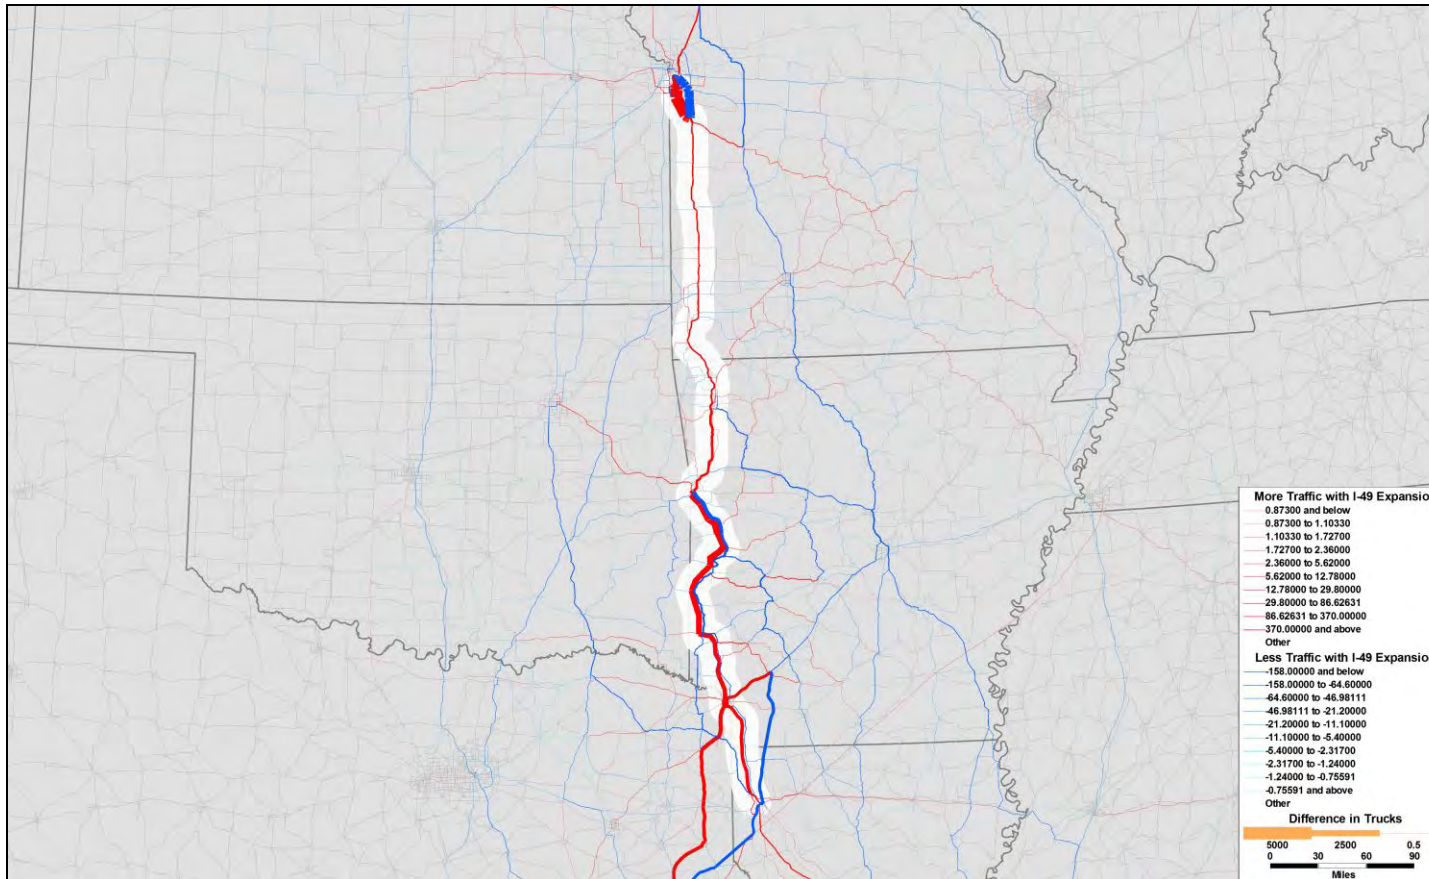 More Traffic with I-49 Expansio
0.87300 and below
0.87300 to 1.10330
1.10330 to 1.72700
1.72700 to 2.36000
2.36000 to 5.62000
5.62000 to 12.78000
12.78000 to 29.80000
29.80000 to 86.62631
86.62631 to 370.00000
370.00000 and above
Other
Less Traffic with I-49 Expansion
-158.00000 and below
-158.00000 to -64.60000
-64.60000 to -46.98111
-46.98111 to -21.20000
-21.20000 to -11.10000
-11.10000 to -5.40000
-5.40000 to -2.31700
-2.31700 to -1.24000
-1.24000 to -0.75591
-0.75591 and above
Other
Difference in Trucks
5000 2500 0.5
0 30 60 90
Miles